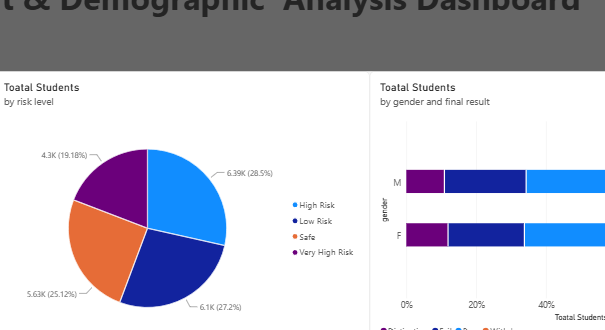 t & Demographic Analysis Dashboard
Toatal Students
by risk level
4.3K (19.18%)
6.39K (28.5%)
5.63K (25.12%)
6.1K (27.2%)
High Risk
Low Risk
Safe
Very High Risk
Toatal Students
by gender and final result
gender
M
F
0%
20%
40%
Toatal Students